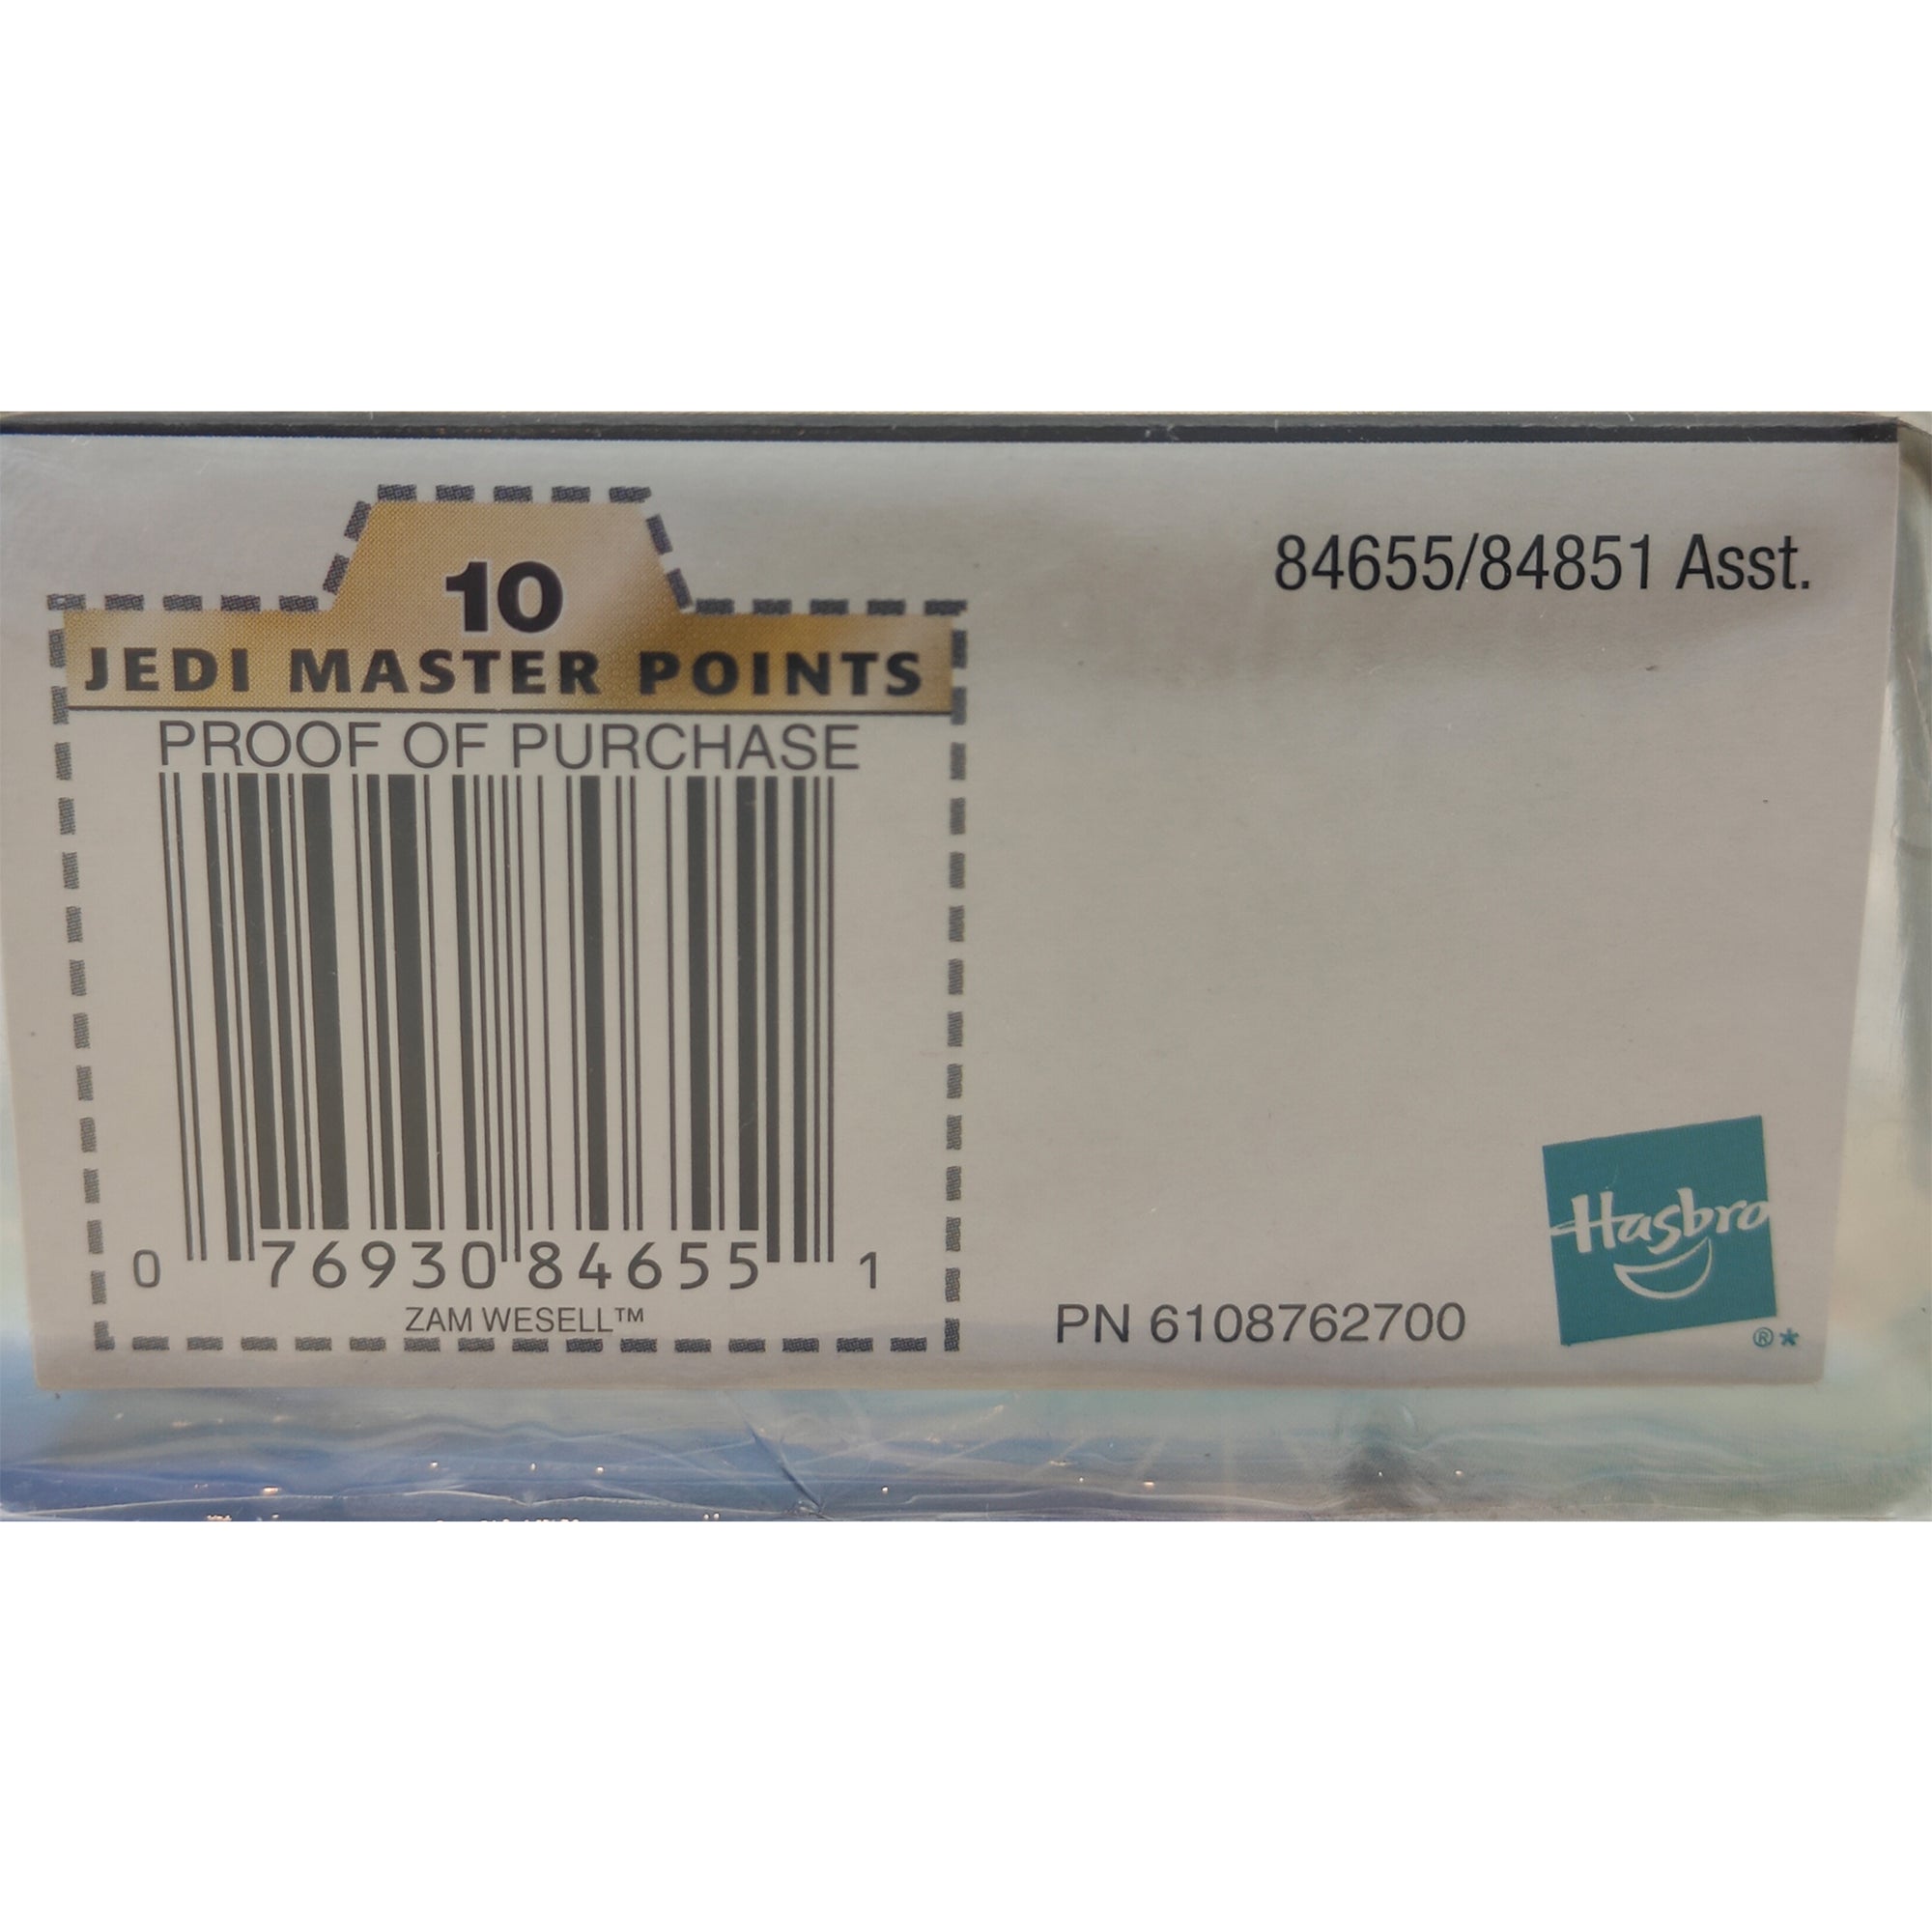 10
JEDI MASTER POINTS
PROOF OF PURCHASE
0 76930 84655 1
ZAM WESELL™
84655/84851 Asst.
PN 6108762700
Hasbro
®*